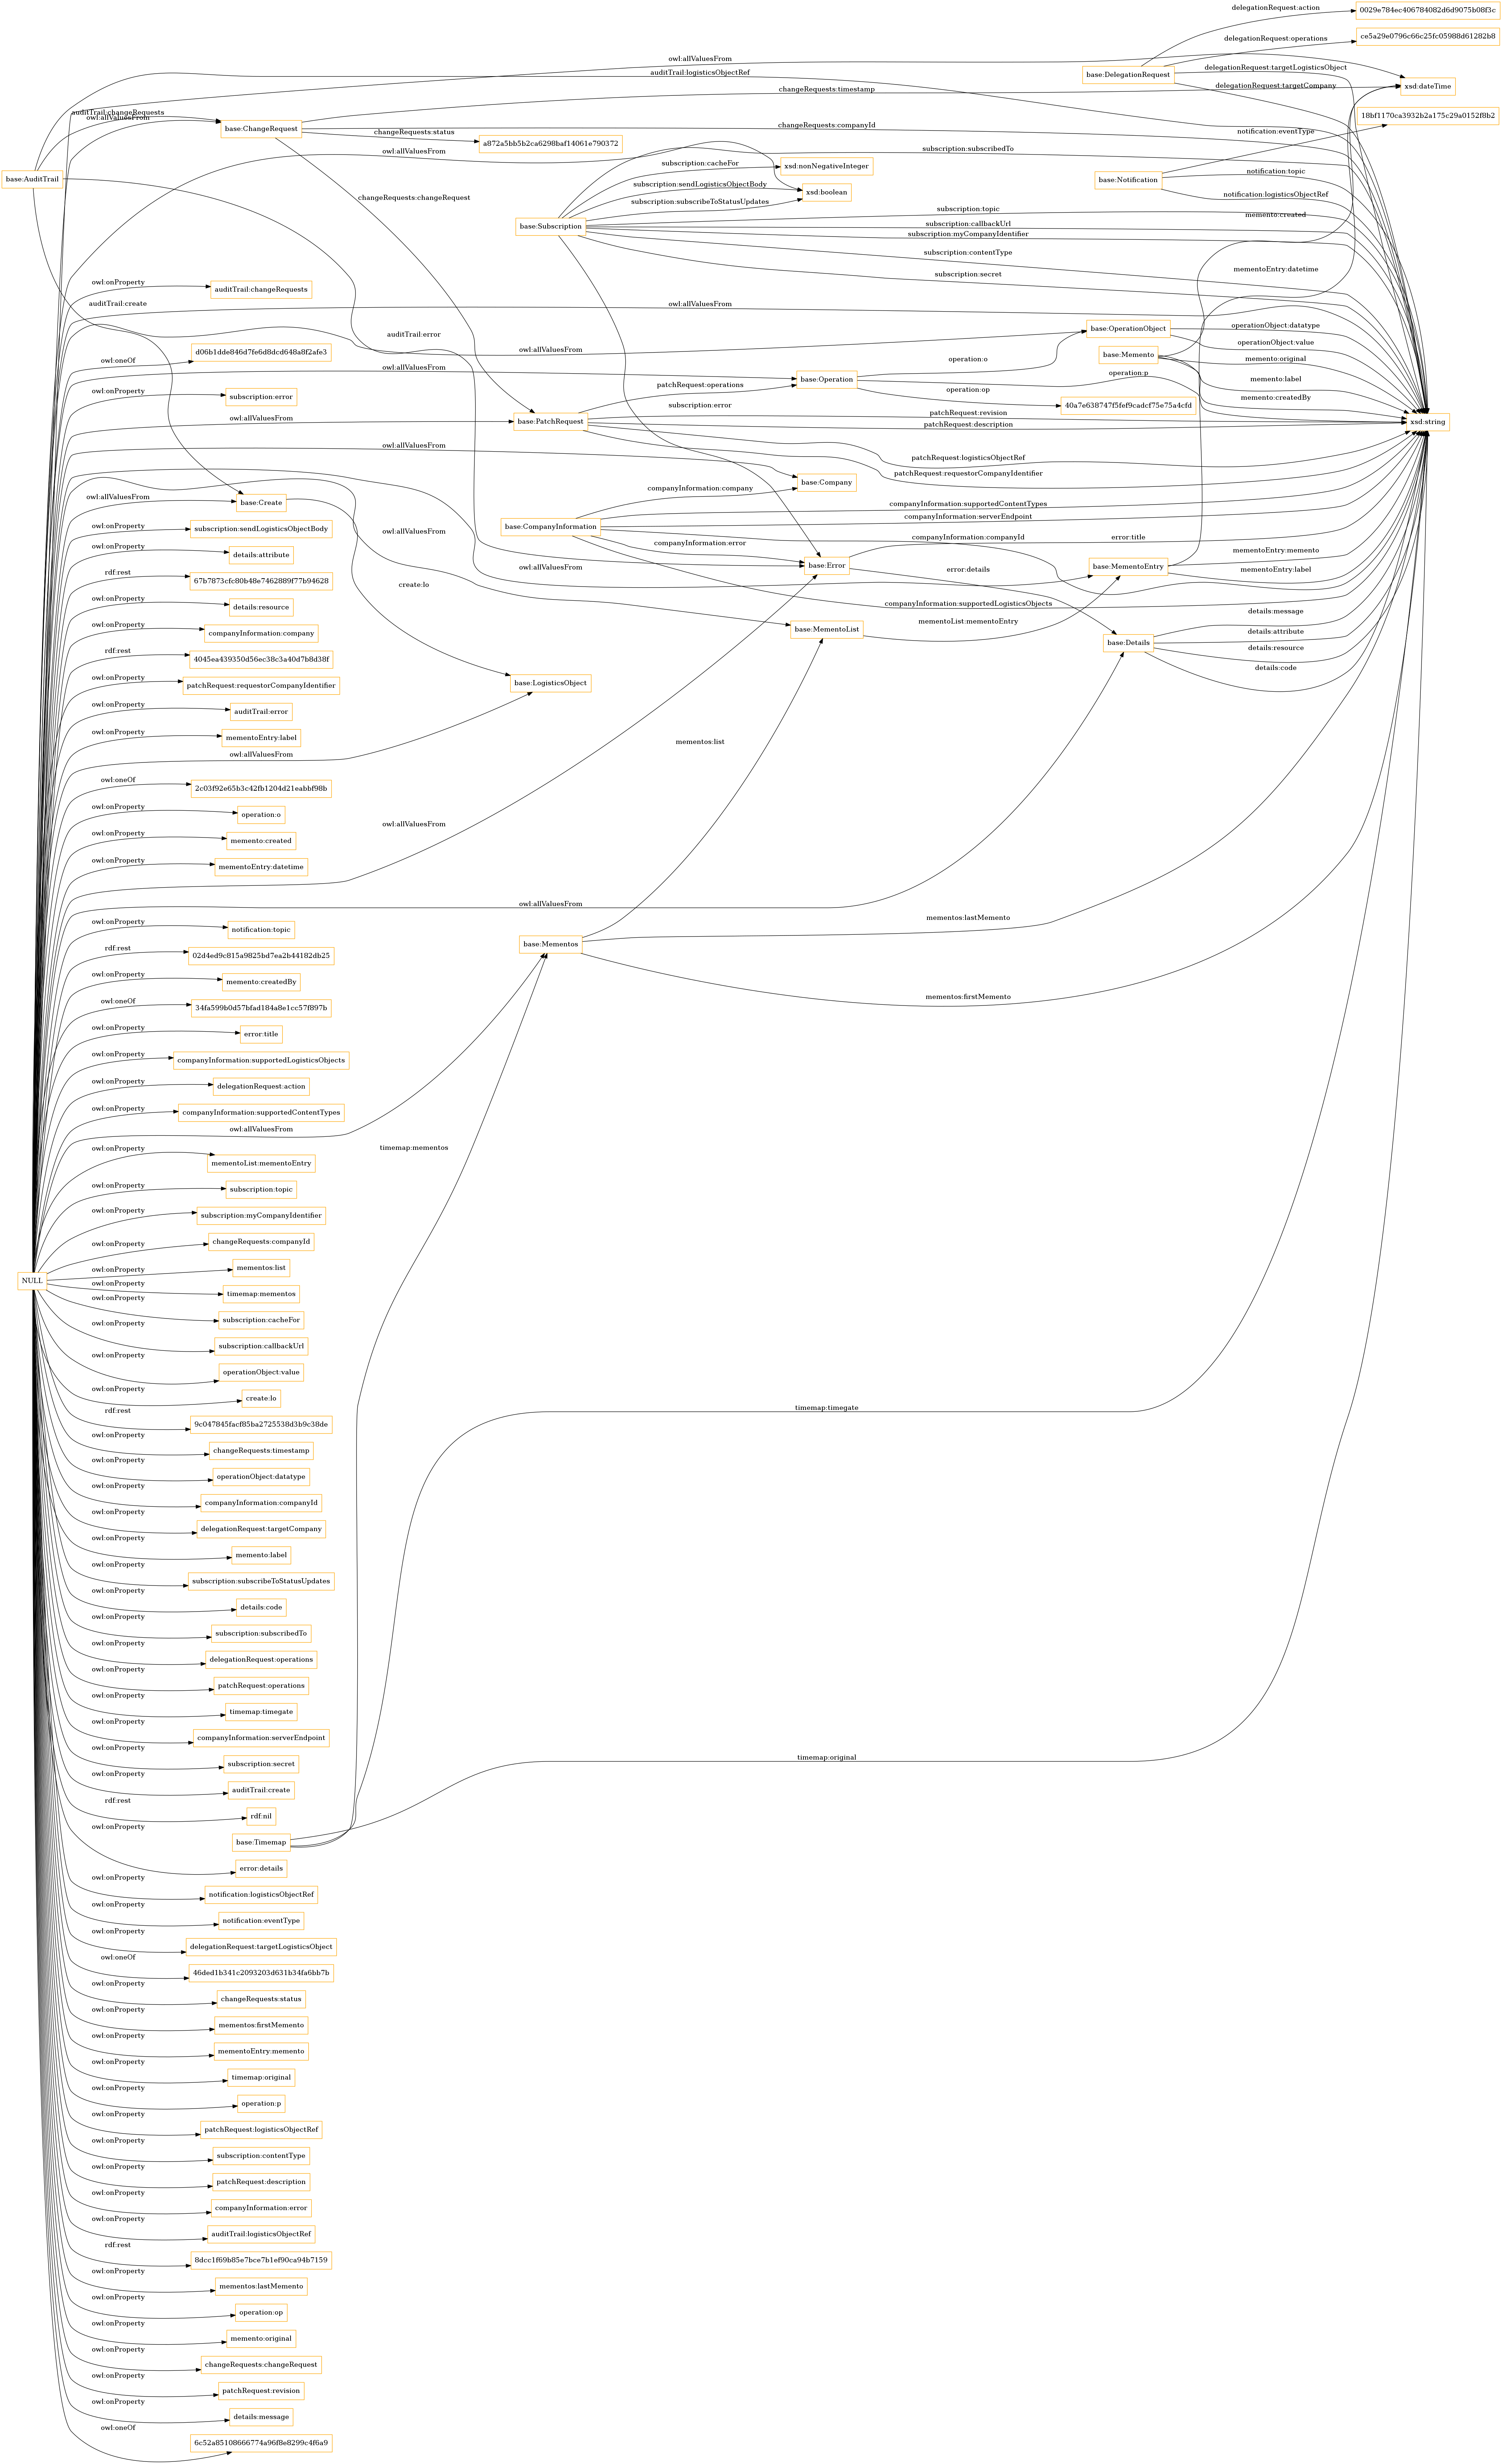 delegationRequest:action
0029e784ec406784082d6d9075b08f3c
delegationRequest:operations
ce5a29e0796c66c25fc05988d61282b8
owl:allValuesFrom
base:DelegationRequest
delegationRequest:targetLogisticsObject
auditTrail:logisticsObjectRef
xsd:dateTime
delegationRequest:targetCompany
changeRequests:timestamp
auditTrail:changeRequests
owl:allValuesFrom
base:ChangeRequest
changeRequests:companyId
18bf1170ca3932b2a175c29a0152f8b2
changeRequests:status
notification:eventType
a872a5bb5b2ca6298baf14061e790372
owl:allValuesFrom
subscription:subscribedTo
subscription:cacheFor
xsd:nonNegativeInteger
notification:topic
base:AuditTrail
base:Notification
subscription:sendLogisticsObjectBody
xsd:boolean
notification:logisticsObjectRef
changeRequests:changeRequest
subscription:subscribeToStatusUpdates
subscription:topic
memento:created
base:Subscription
subscription:callbackUrl
subscription:myCompanyIdentifier
subscription:contentType
mementoEntry:datetime
subscription:secret
owl:onProperty
auditTrail:changeRequests
auditTrail:create
owl:allValuesFrom
auditTrail:error
base:OperationObject
operationObject:datatype
operationObject:value
owl:allValuesFrom
owl:oneOf
d06b1dde846d7fe6d8dcd648a8f2afe3
base:Memento
memento:original
operation:o
owl:allValuesFrom
base:Operation
operation:p
memento:label
patchRequest:operations
operation:op
owl:onProperty
subscription:error
memento:createdBy
40a7e638747f5fef9cadcf75e75a4cfd
subscription:error
owl:allValuesFrom
base:PatchRequest
patchRequest:revision
patchRequest:description
xsd:string
owl:allValuesFrom
patchRequest:logisticsObjectRef
patchRequest:requestorCompanyIdentifier
base:Company
companyInformation:company
owl:allValuesFrom
base:Create
companyInformation:supportedContentTypes
owl:onProperty
subscription:sendLogisticsObjectBody
owl:allValuesFrom
base:CompanyInformation
companyInformation:serverEndpoint
companyInformation:companyId
error:title
owl:onProperty
details:attribute
companyInformation:error
mementoEntry:memento
base:Error
error:details
owl:allValuesFrom
base:MementoEntry
mementoEntry:label
rdf:rest
67b7873cfc80b48e7462889f77b94628
create:lo
owl:onProperty
details:resource
companyInformation:supportedLogisticsObjects
details:message
owl:onProperty
companyInformation:company
base:MementoList
mementoList:mementoEntry
details:attribute
base:Details
details:resource
rdf:rest
4045ea439350d56ec38c3a40d7b8d38f
details:code
owl:onProperty
patchRequest:requestorCompanyIdentifier
base:LogisticsObject
owl:onProperty
auditTrail:error
owl:onProperty
mementoEntry:label
mementos:list
owl:allValuesFrom
owl:oneOf
2c03f92e65b3c42fb1204d21eabbf98b
owl:onProperty
operation:o
owl:allValuesFrom
owl:onProperty
memento:created
owl:onProperty
mementoEntry:datetime
owl:allValuesFrom
owl:onProperty
notification:topic
mementos:lastMemento
base:Mementos
rdf:rest
02d4ed9c815a9825bd7ea2b44182db25
owl:onProperty
memento:createdBy
mementos:firstMemento
owl:oneOf
34fa599b0d57bfad184a8e1cc57f897b
owl:onProperty
error:title
owl:onProperty
companyInformation:supportedLogisticsObjects
owl:onProperty
delegationRequest:action
owl:onProperty
companyInformation:supportedContentTypes
owl:allValuesFrom
timemap:mementos
owl:onProperty
mementoList:mementoEntry
owl:onProperty
subscription:topic
owl:onProperty
subscription:myCompanyIdentifier
owl:onProperty
changeRequests:companyId
owl:onProperty
mementos:list
NULL
owl:onProperty
timemap:mementos
owl:onProperty
subscription:cacheFor
owl:onProperty
subscription:callbackUrl
owl:onProperty
operationObject:value
owl:onProperty
create:lo
timemap:timegate
rdf:rest
9c047845facf85ba2725538d3b9c38de
owl:onProperty
changeRequests:timestamp
owl:onProperty
operationObject:datatype
owl:onProperty
companyInformation:companyId
owl:onProperty
delegationRequest:targetCompany
owl:onProperty
memento:label
owl:onProperty
subscription:subscribeToStatusUpdates
owl:onProperty
details:code
owl:onProperty
subscription:subscribedTo
owl:onProperty
delegationRequest:operations
owl:onProperty
patchRequest:operations
owl:onProperty
timemap:timegate
owl:onProperty
companyInformation:serverEndpoint
timemap:original
owl:onProperty
subscription:secret
owl:onProperty
auditTrail:create
rdf:rest
rdf:nil
owl:onProperty
base:Timemap
error:details
owl:onProperty
notification:logisticsObjectRef
owl:onProperty
notification:eventType
owl:onProperty
delegationRequest:targetLogisticsObject
owl:oneOf
46ded1b341c2093203d631b34fa6bb7b
owl:onProperty
changeRequests:status
owl:onProperty
mementos:firstMemento
owl:onProperty
mementoEntry:memento
owl:onProperty
timemap:original
owl:onProperty
operation:p
owl:onProperty
patchRequest:logisticsObjectRef
owl:onProperty
subscription:contentType
owl:onProperty
patchRequest:description
owl:onProperty
companyInformation:error
owl:onProperty
auditTrail:logisticsObjectRef
rdf:rest
8dcc1f69b85e7bce7b1ef90ca94b7159
owl:onProperty
mementos:lastMemento
owl:onProperty
operation:op
owl:onProperty
memento:original
owl:onProperty
changeRequests:changeRequest
owl:onProperty
patchRequest:revision
owl:onProperty
details:message
owl:oneOf
6c52a85108666774a96f8e8299c4f6a9